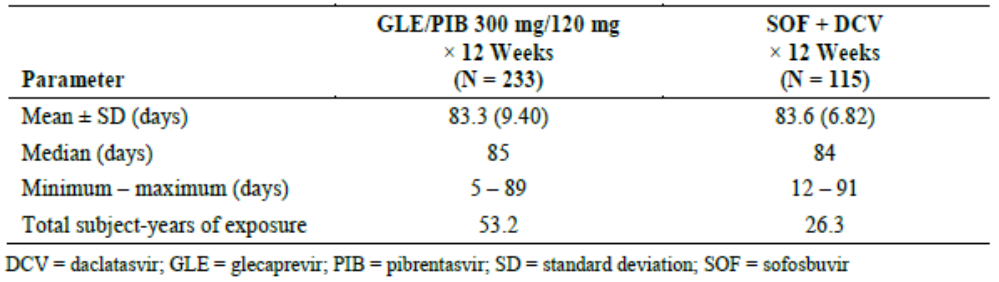 GLE/PIB 300 mg/120 mg SOF + DCV
× 12 Weeks × 12 Weeks
Parameter (N = 233) (N = 115)
Mean ± SD (days) 83.3 (9.40) 83.6 (6.82)
Median (days) 85 84
Minimum – maximum (days) 5 – 89 12 – 91
Total subject-years of exposure 53.2 26.3
DCV = daclatasvir; GLE = glecaprevir; PIB = pibrentasvir; SD = standard deviation; SOF = sofosbuvir